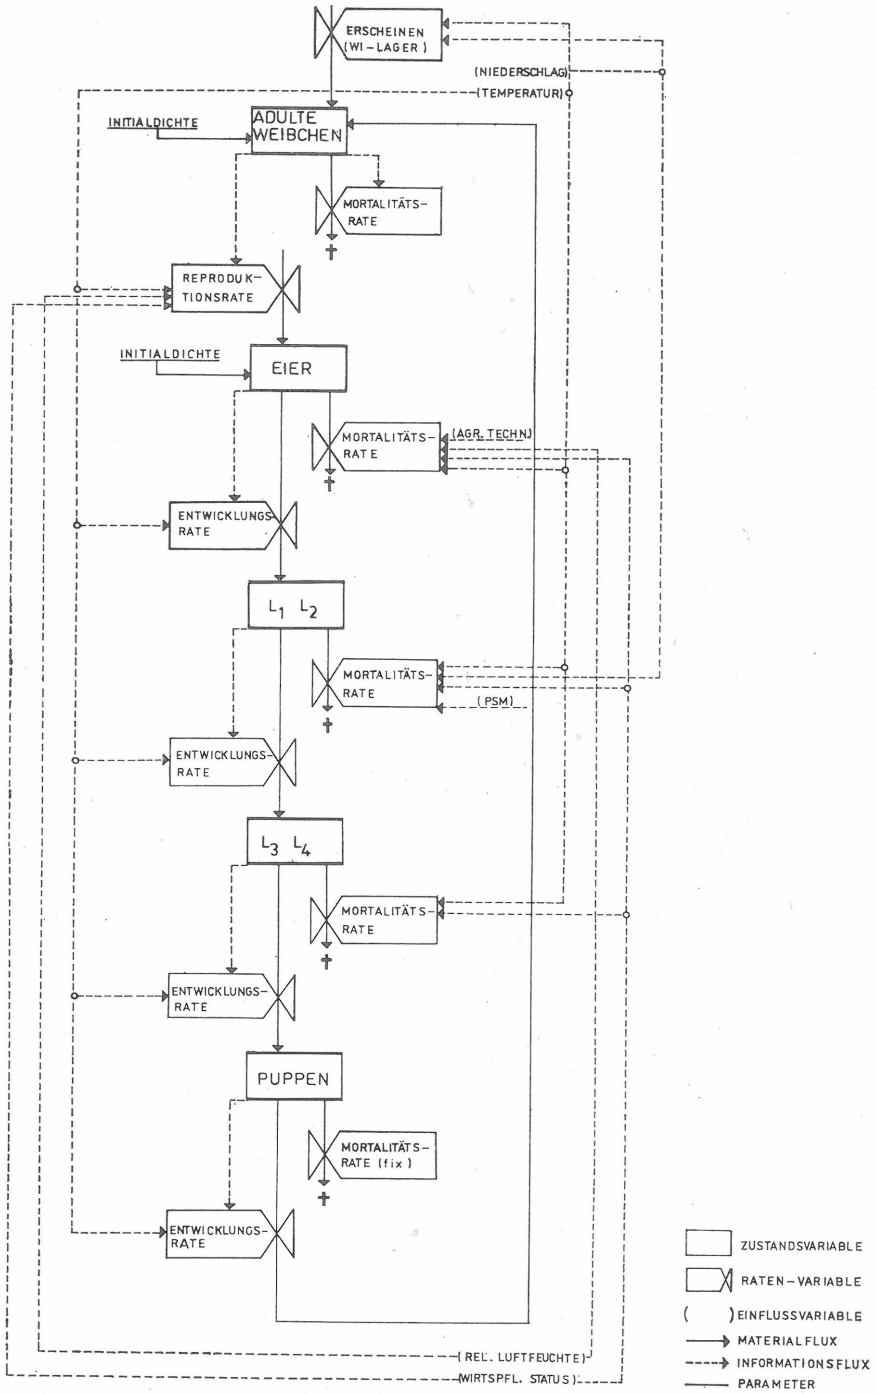 ERSCHEINEN
(WI-LAGER)
(NIEDERSCHLAG)
(TEMPERATUR)
INITIALDICHTE
ADULTE
WEIBCHEN
MORTALITÄTS-
RATE
REPRODUK-
TIONSRATE
INITIALDICHTE
EIER
MORTALITÄTS-
RATE
(AGR. TECHN.)
ENTWICKLUNGS-
RATE
L1 L2
MORTALITÄTS-
RATE
(PSM)
ENTWICKLUNGS-
RATE
L3 L4
MORTALITÄTS-
RATE
ENTWICKLUNGS-
RATE
PUPPEN
MORTALITÄTS-
RATE (fix)
ENTWICKLUNGS-
RATE
(REL. LUFTFEUCHTE)
(WIRTSPFL. STATUS)
ZUSTANDSVARIABLE
RATEN-VARIABLE
( ) EINFLUSSVARIABLE
MATERIALFLUX
INFORMATIONSFLUX
PARAMETER